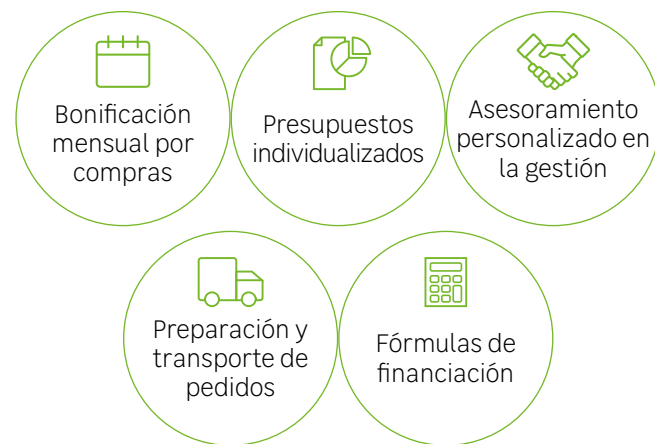 Bonificación
mensual por
compras
Presupuestos
individualizados
Asesoramiento
personalizado en
la gestión
Preparación y
transporte de
pedidos
Fórmulas de
financiación